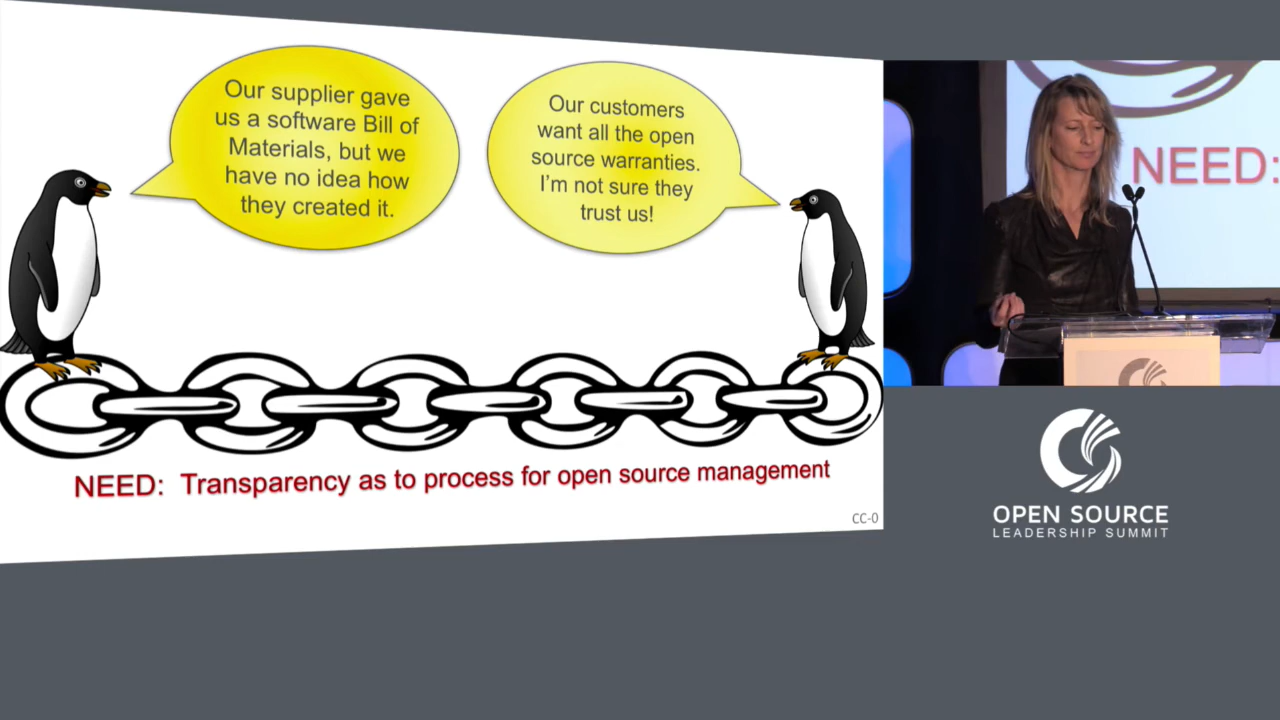 Our supplier gave
us a software Bill of
Materials, but we
have no idea how
they created it.
Our customers
want all the open
source warranties.
I'm not sure they
trust us!
NEED: Transparency as to process for open source management
CC-0
NEED:
OPEN SOURCE
LEADERSHIP SUMMIT